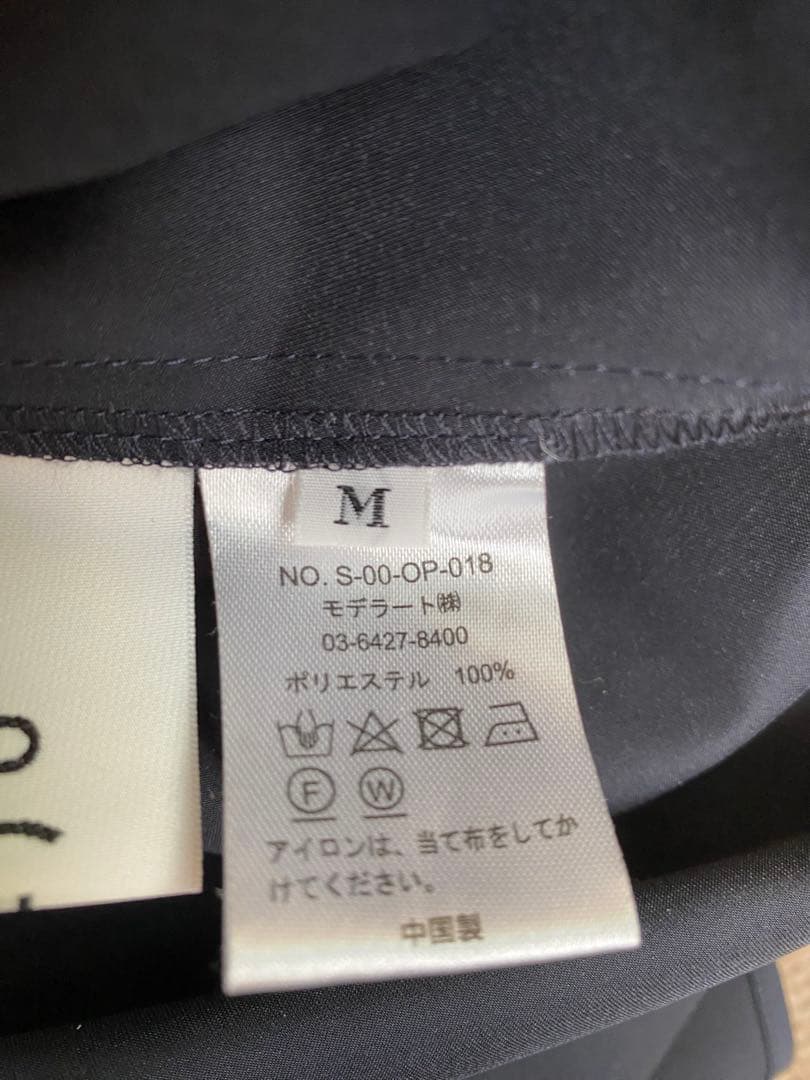 M
NO. S-00-OP-018
モデラート㈱
03-6427-8400
ポリエステル 100%
F W
アイロンは、当て布をしてか
けてください。
中国製